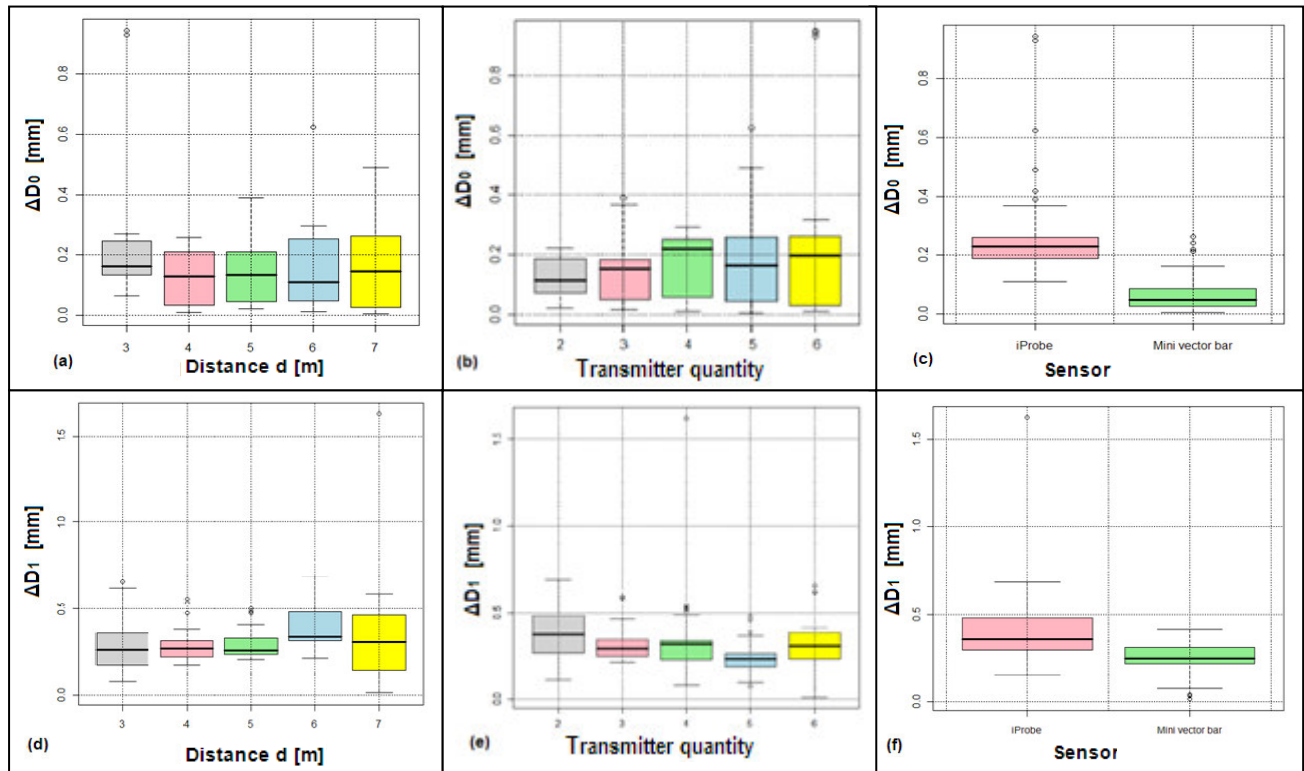 ΔD0 [mm]
0.0 0.2 0.4 0.6 0.8
3 4 5 6 7
(a)
Distance d [m]
ΔD0 [mm]
0.0 0.2 0.4 0.6 0.8
2 3 4 5 6
(b)
Transmitter quantity
ΔD0 [mm]
0.0 0.2 0.4 0.6 0.8
iProbe Mini vector bar
(c)
Sensor
ΔD1 [mm]
0.0 0.5 1.0 1.5
3 4 5 6 7
(d)
Distance d [m]
ΔD1 [mm]
0.0 0.5 1.0 1.5
2 3 4 5 6
(e)
Transmitter quantity
ΔD1 [mm]
0.0 0.5 1.0 1.5
iProbe Mini vector bar
(f)
Sensor